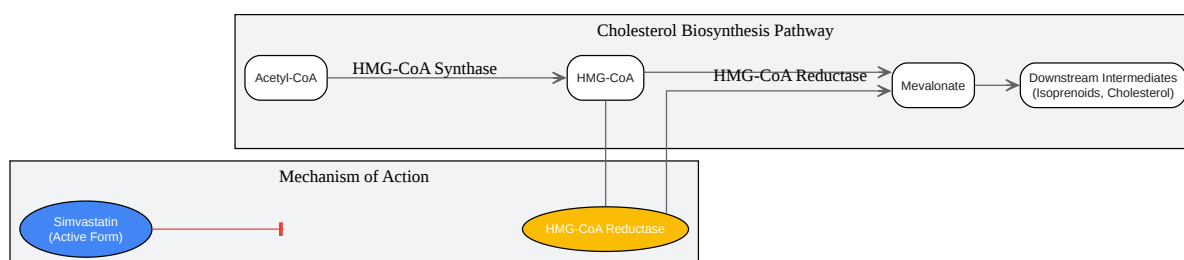 Cholesterol Biosynthesis Pathway
Acetyl-CoA
HMG-CoA Synthase
HMG-CoA
HMG-CoA Reductase
Mevalonate
Downstream Intermediates
(Isoprenoids, Cholesterol)
Mechanism of Action
Simvastatin
(Active Form)
HMG-CoA Reductase